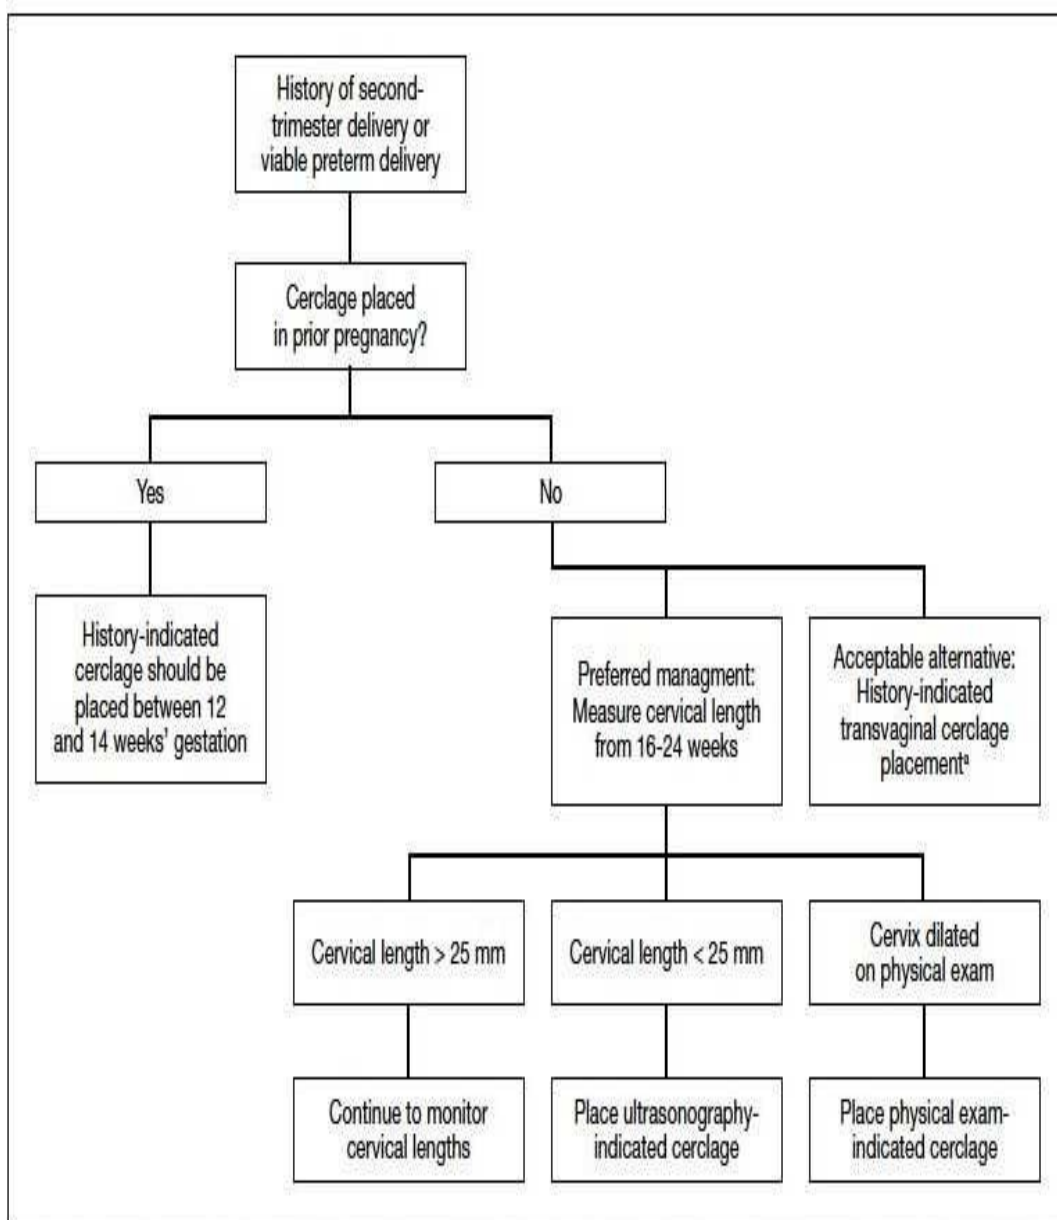 History of second-
trimester delivery or
viable preterm delivery
Cerclage placed
in prior pregnancy?
Yes
No
History-indicated
cerclage should be
placed between 12
and 14 weeks' gestation
Preferred managment:
Measure cervical length
from 16-24 weeks
Acceptable alternative:
History-indicated
transvaginal cerclage
placementª
Cervical length > 25 mm
Cervical length < 25 mm
Cervix dilated
on physical exam
Continue to monitor
cervical lengths
Place ultrasonography-
indicated cerclage
Place physical exam-
indicated cerclage